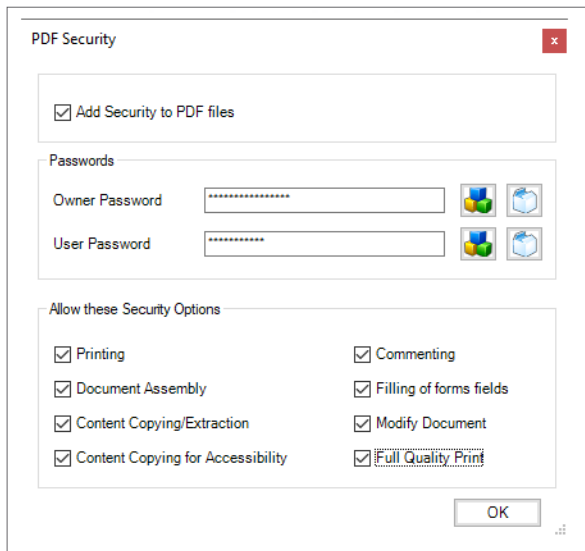 PDF Security
x
Add Security to PDF files
Passwords
Owner Password ****************
User Password ***********
Allow these Security Options
Printing
Commenting
Document Assembly
Filling of forms fields
Content Copying/Extraction
Modify Document
Content Copying for Accessibility
Full Quality Print
OK